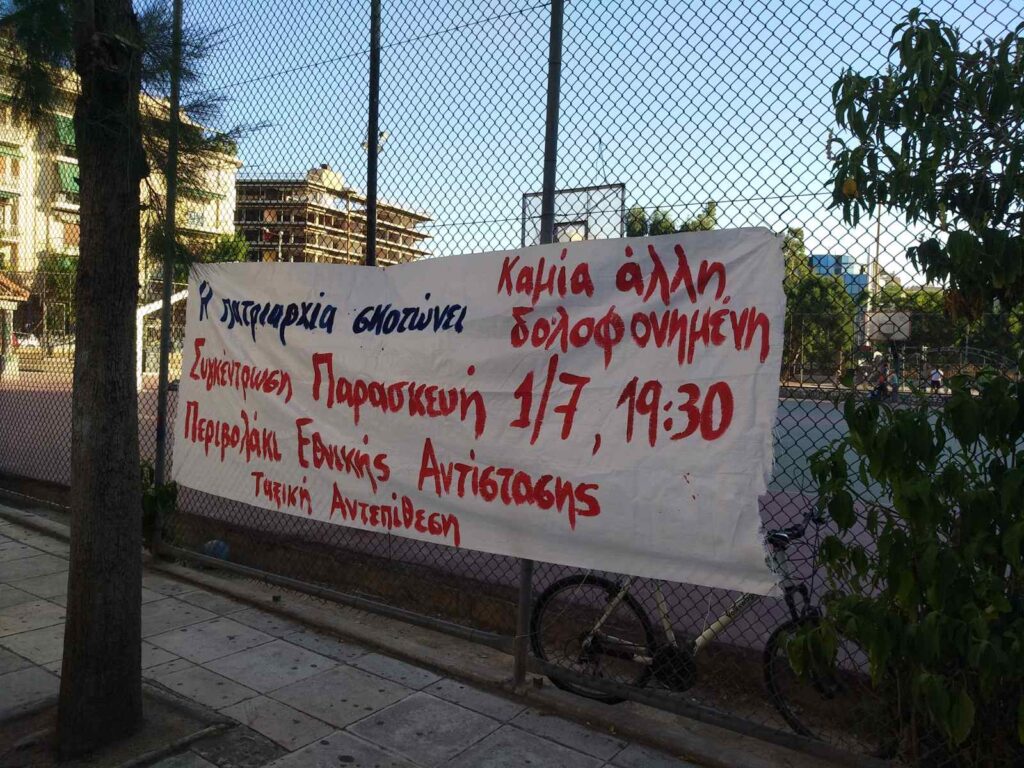 Η πατριαρχία σκοτώνει
Καμία άλλη
δολοφονημένη
Συγκέντρωση Παρασκευή 1/7, 19:30
Περιβολάκι Εθνικής Αντίστασης
Ταξική Αντεπίθεση